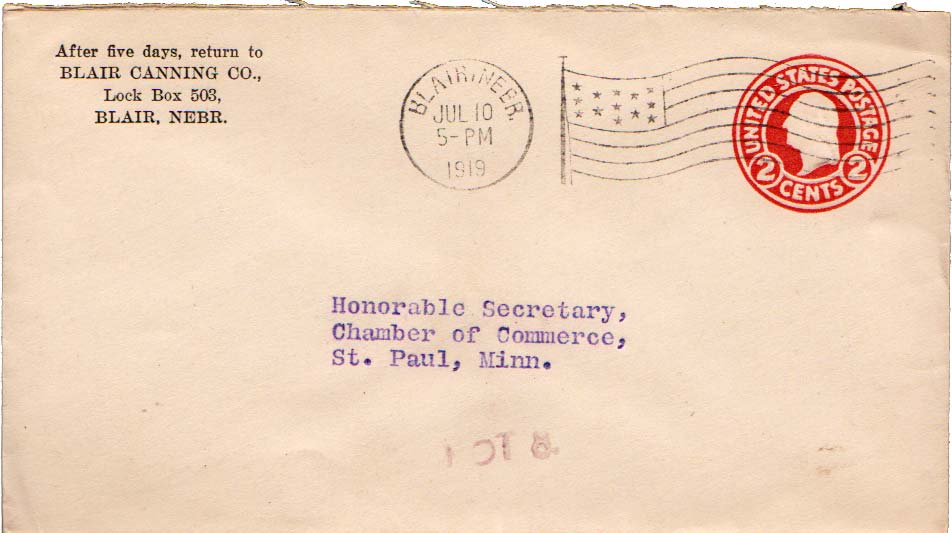 After five days, return to
BLAIR CANNING CO.,
Lock Box 503,
BLAIR, NEBR.
BLAIR, NEBR.
JUL 10
5-PM
1919
UNITED STATES POSTAGE
2 CENTS 2
Honorable Secretary,
Chamber of Commerce,
St. Paul, Minn.